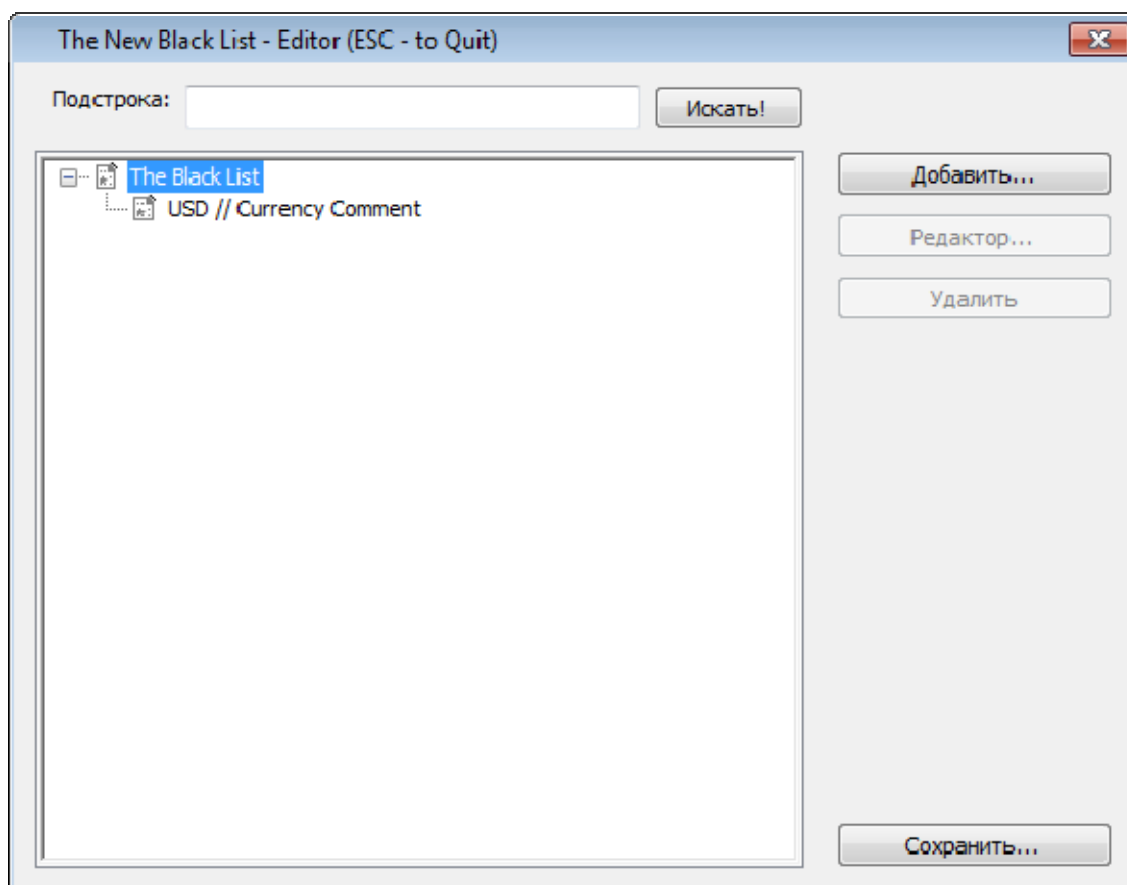 The New Black List - Editor (ESC - to Quit)
Подстрока:
Искать!
The Black List
USD // Currency Comment
Добавить...
Редактор...
Удалить
Сохранить...